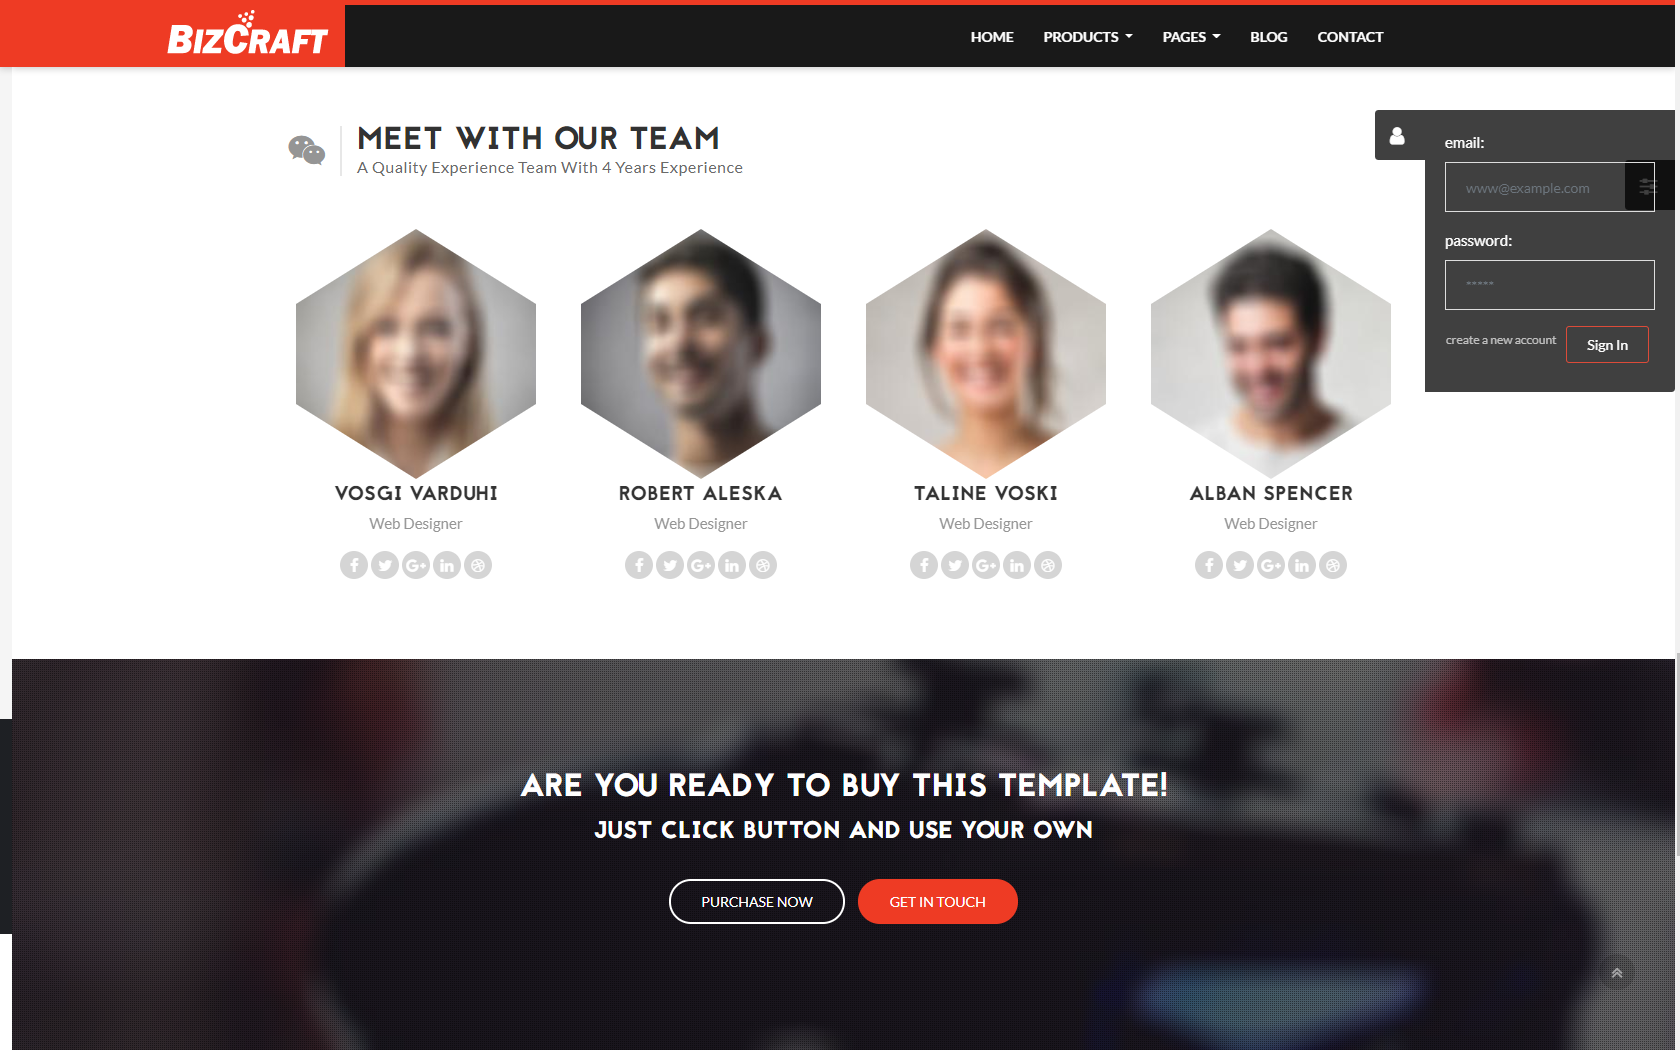 BIZCRAFT
HOME PRODUCTS PAGES BLOG CONTACT
MEET WITH OUR TEAM
A Quality Experience Team With 4 Years Experience
email:
www@example.com
password:
*****
create a new account
Sign In
VOSGI VARDUHI
Web Designer
ROBERT ALESKA
Web Designer
TALINE VOSKI
Web Designer
ALBAN SPENCER
Web Designer
ARE YOU READY TO BUY THIS TEMPLATE!
JUST CLICK BUTTON AND USE YOUR OWN
PURCHASE NOW
GET IN TOUCH